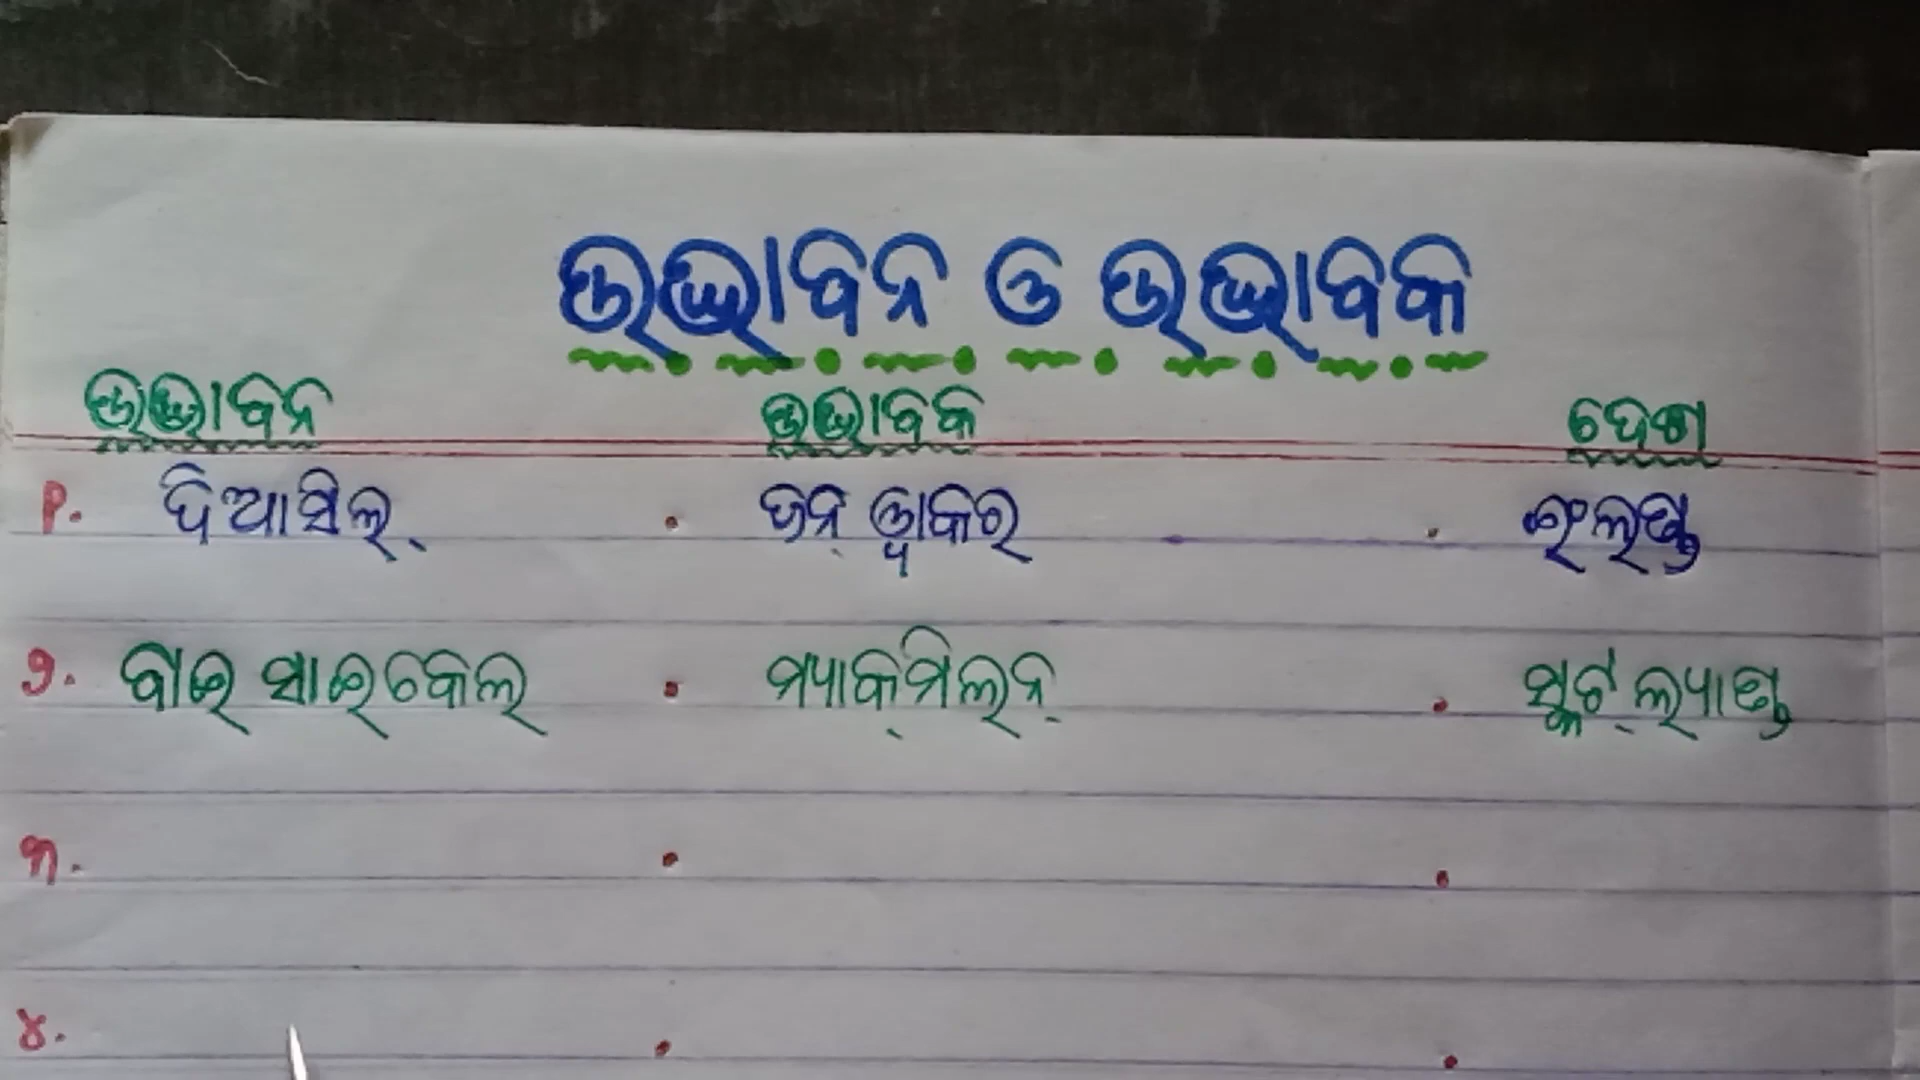 ଉଦ୍ଭାବନ ଓ ଉଦ୍ଭାବକ
ଉଦ୍ଭାବନ ଉଦ୍ଭାବକ ଦେଶ
୧. ଦିଆସିଲ୍ • ଜନ୍ ୱାକର • ଇଂଲଣ୍ଡ
୨. ବାଇ ସାଇକେଲ • ମ୍ୟାକ୍‌ମିଲନ୍ • ସ୍କଟ୍ ଲ୍ୟାଣ୍ଡ
୩. • •
୪. • •